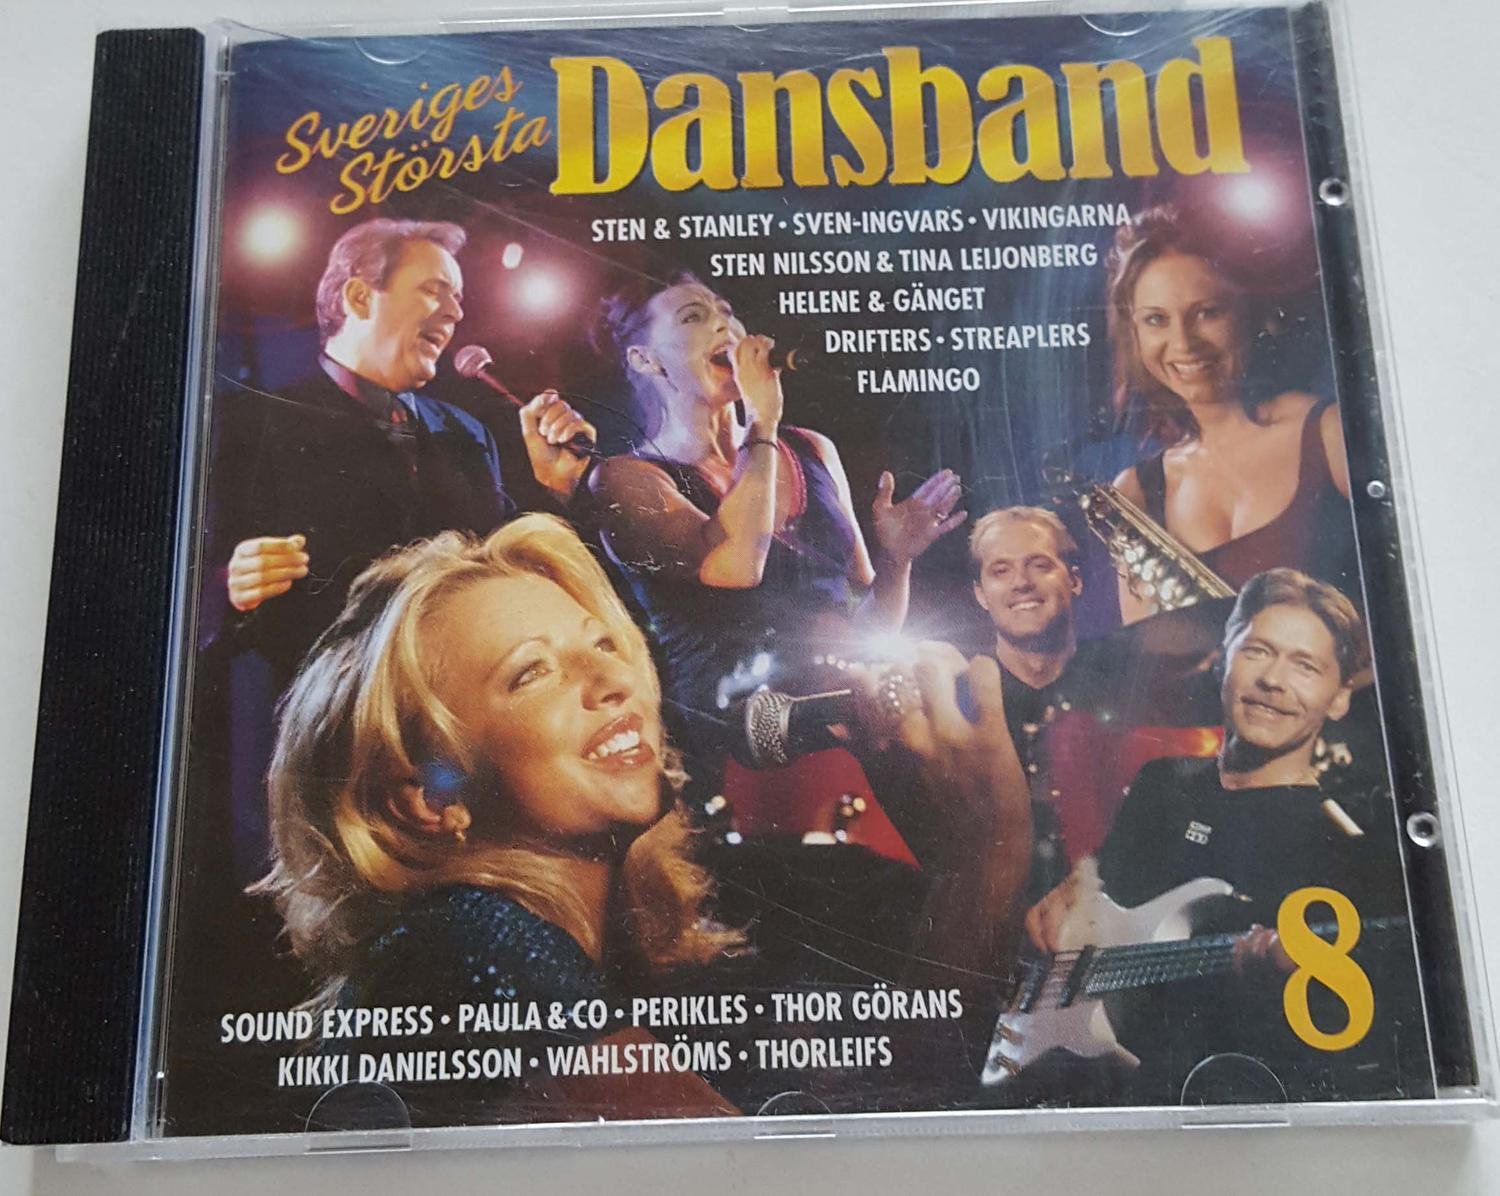 Sveriges
Största
Dansband
STEN & STANLEY • SVEN-INGVARS • VIKINGARNA
STEN NILSSON & TINA LEIJONBERG
HELENE & GÄNGET
DRIFTERS • STREAPLERS
FLAMINGO
SOUND EXPRESS • PAULA & CO • PERIKLES • THOR GÖRANS
KIKKI DANIELSSON • WAHLSTRÖMS • THORLEIFS
8